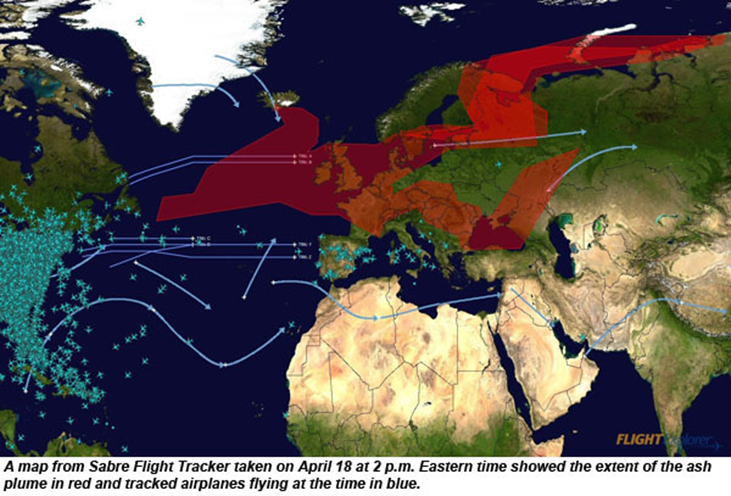 FLIGHT Explorer
A map from Sabre Flight Tracker taken on April 18 at 2 p.m. Eastern time showed the extent of the ash
plume in red and tracked airplanes flying at the time in blue.